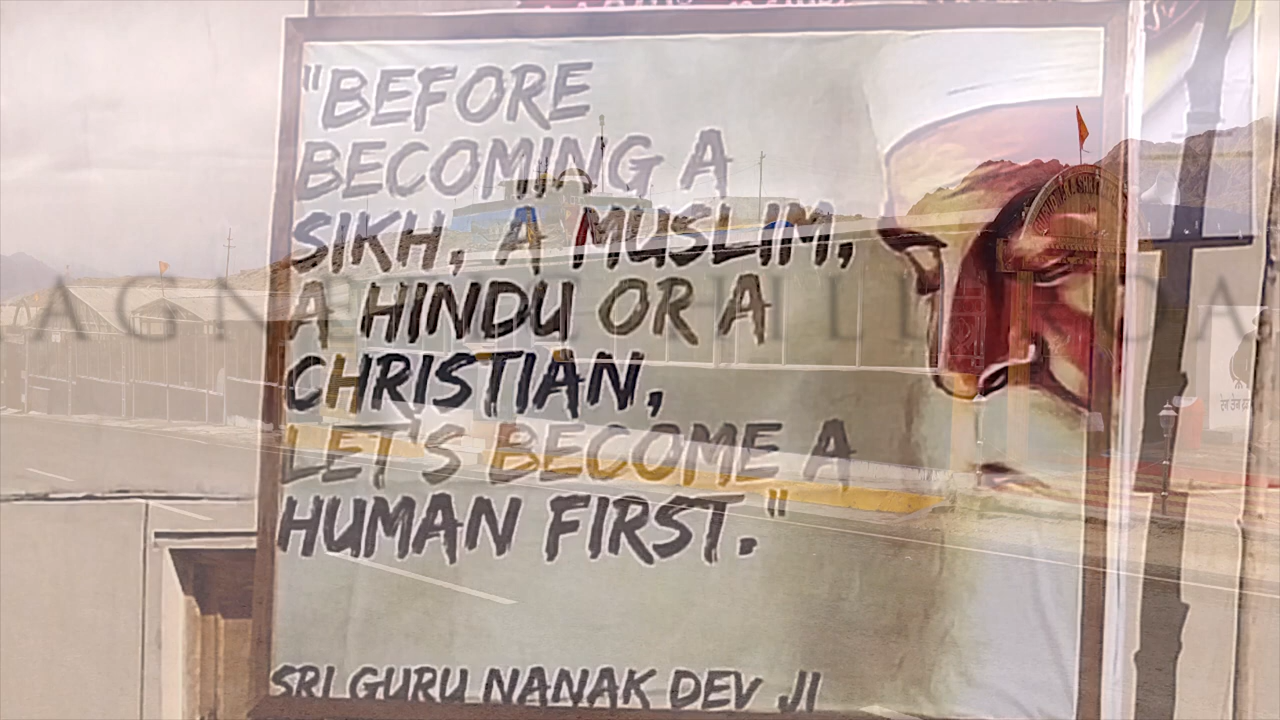 "BEFORE
BECOMING A
SIKH, A MUSLIM,
A HINDU OR A
CHRISTIAN,
LET'S BECOME A
HUMAN FIRST."
SRI GURU NANAK DEV JI